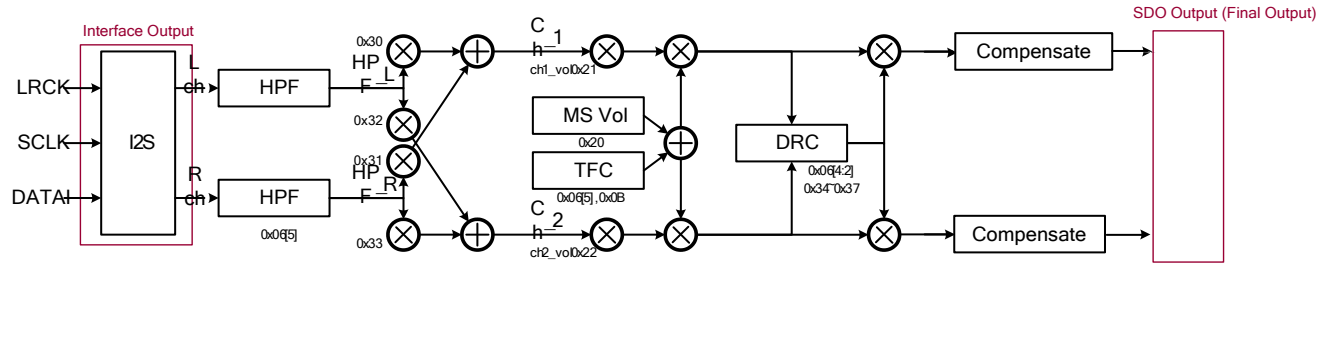 SDO Output (Final Output)
Interface Output
LRCK
SCLK
DATAI
I2S
L
ch
R
ch
HPF
HPF
0x06[5]
0x30
HP
F_L
0x32
0x31
HP
F_R
0x33
C
h_1
ch1_vol0x21
MS Vol
0x20
TFC
0x06[5],0x0B
C
h_2
ch2_vol0x22
DRC
0x06[4:2]
0x34~0x37
Compensate
Compensate